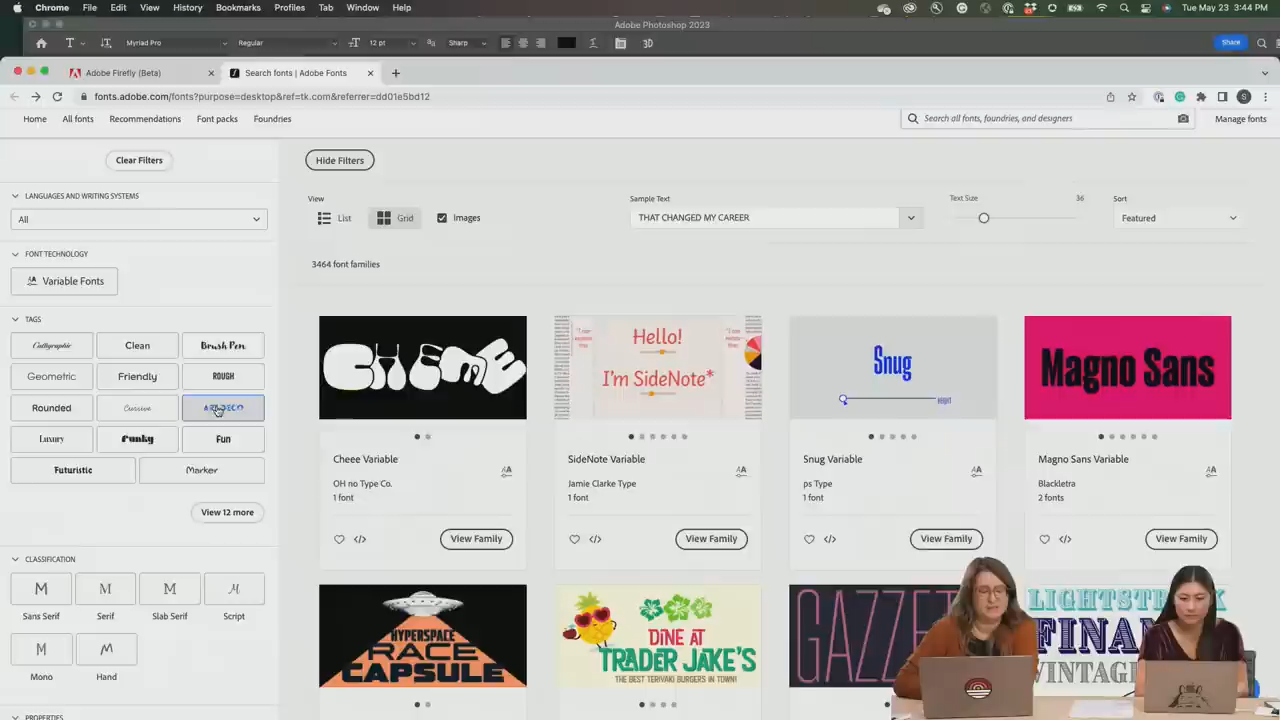 Chrome File Edit View History Bookmarks Profiles Tab Window Help Tue May 23 3:44 PM
Adobe Photoshop 2023
Myriad Pro Regular 12 pt Sharp 3D Share
Adobe Firefly (Beta) Search fonts | Adobe Fonts
fonts.adobe.com/fonts?purpose=desktop&ref=tk.com&referrer=dd01e5bd12 S
Home All fonts Recommendations Font packs Foundries Search all fonts, foundries, and designers Manage fonts
Clear Filters Hide Filters
LANGUAGES AND WRITING SYSTEMS View Sample Text Text Size 36 Sort
All List Grid Images THAT CHANGED MY CAREER Featured
FONT TECHNOLOGY
3464 font families
Variable Fonts
TAGS
Calligraphic Clean Brush Pen
Geometric Friendly ROUGH
Rounded Cursive ART DECO
Luxury Funky Fun
Futuristic Marker
View 12 more
CHEEE
Hello!
I'm SideNote*
Snug
Magno Sans
Cheee Variable SideNote Variable Snug Variable Magno Sans Variable
OH no Type Co. Jamie Clarke Type ps Type Blackletra
1 font 1 font 1 font 2 fonts
View Family View Family View Family View Family
CLASSIFICATION
M M M M
Sans Serif Serif Slab Serif Script
M M
Mono Hand
PROPERTIES
HYPERSPACE
RACE
CAPSULE
DINE AT
TRADER JAKE'S
THE BEST TERIYAKI BURGERS IN TOWN!
GAZZE
LIGHTSTR K
FINA
VINTAG